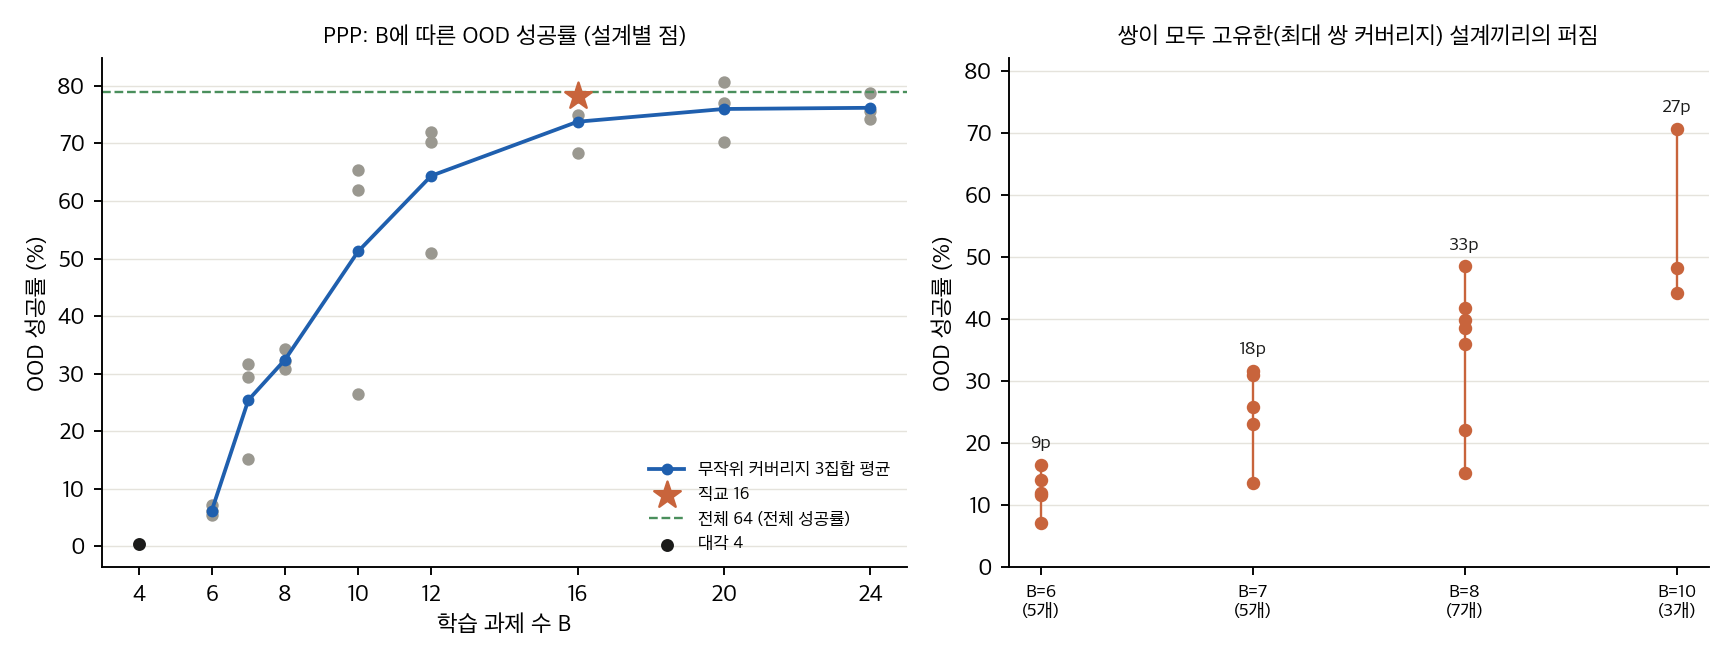 PPP: B에 따른 OOD 성공률 (설계별 점)
OOD 성공률 (%)
80
70
60
50
40
30
20
10
0
4
6
8
10
12
16
20
24
학습 과제 수 B
무작위 커버리지 3집합 평균
직교 16
전체 64 (전체 성공률)
대각 4
쌍이 모두 고유한(최대 쌍 커버리지) 설계끼리의 퍼짐
OOD 성공률 (%)
80
70
60
50
40
30
20
10
0
9p
18p
33p
27p
B=6
(5개)
B=7
(5개)
B=8
(7개)
B=10
(3개)